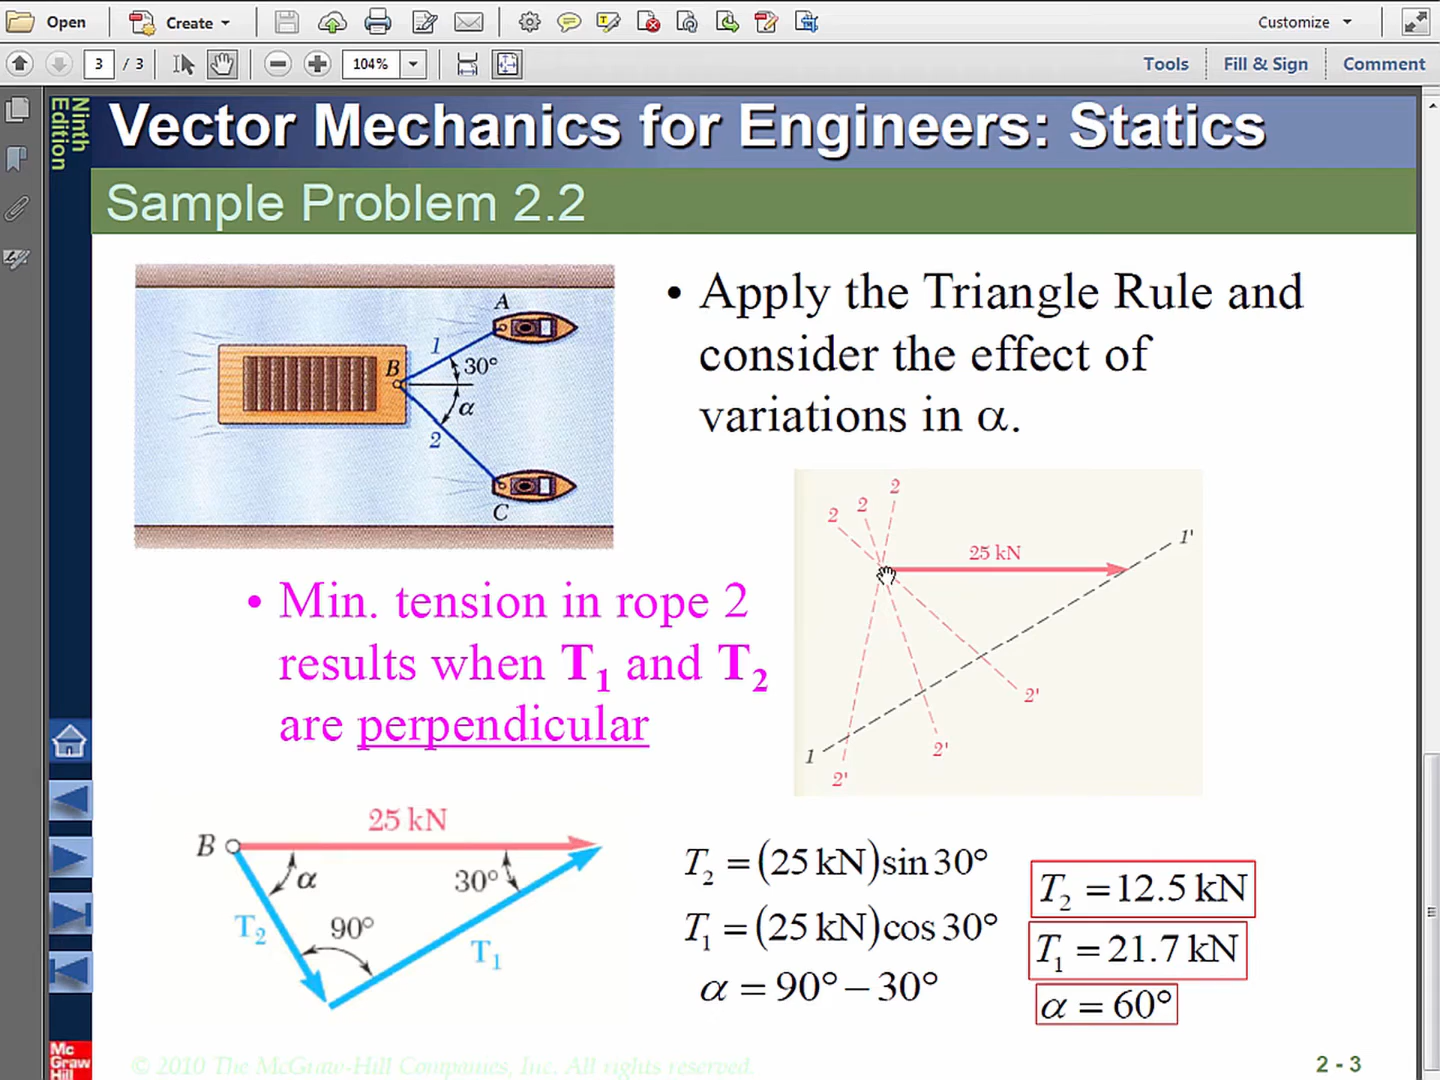 Open
Create
Customize
3 / 3
104%
Tools
Fill & Sign
Comment
Ninth
Edition
Vector Mechanics for Engineers: Statics
Sample Problem 2.2
A
1
B
30°
α
2
C
• Apply the Triangle Rule and
consider the effect of
variations in α.
2 2 2
25 kN
1'
2'
2'
1
2'
• Min. tension in rope 2
results when T₁ and T₂
are perpendicular
25 kN
B
α
30°
T₂
90°
T₁
T₂ = (25 kN)sin 30°
T₁ = (25 kN)cos 30°
α = 90° − 30°
T₂ = 12.5 kN
T₁ = 21.7 kN
α = 60°
Mc
Graw
Hill
© 2010 The McGraw-Hill Companies, Inc. All rights reserved.
2 - 3